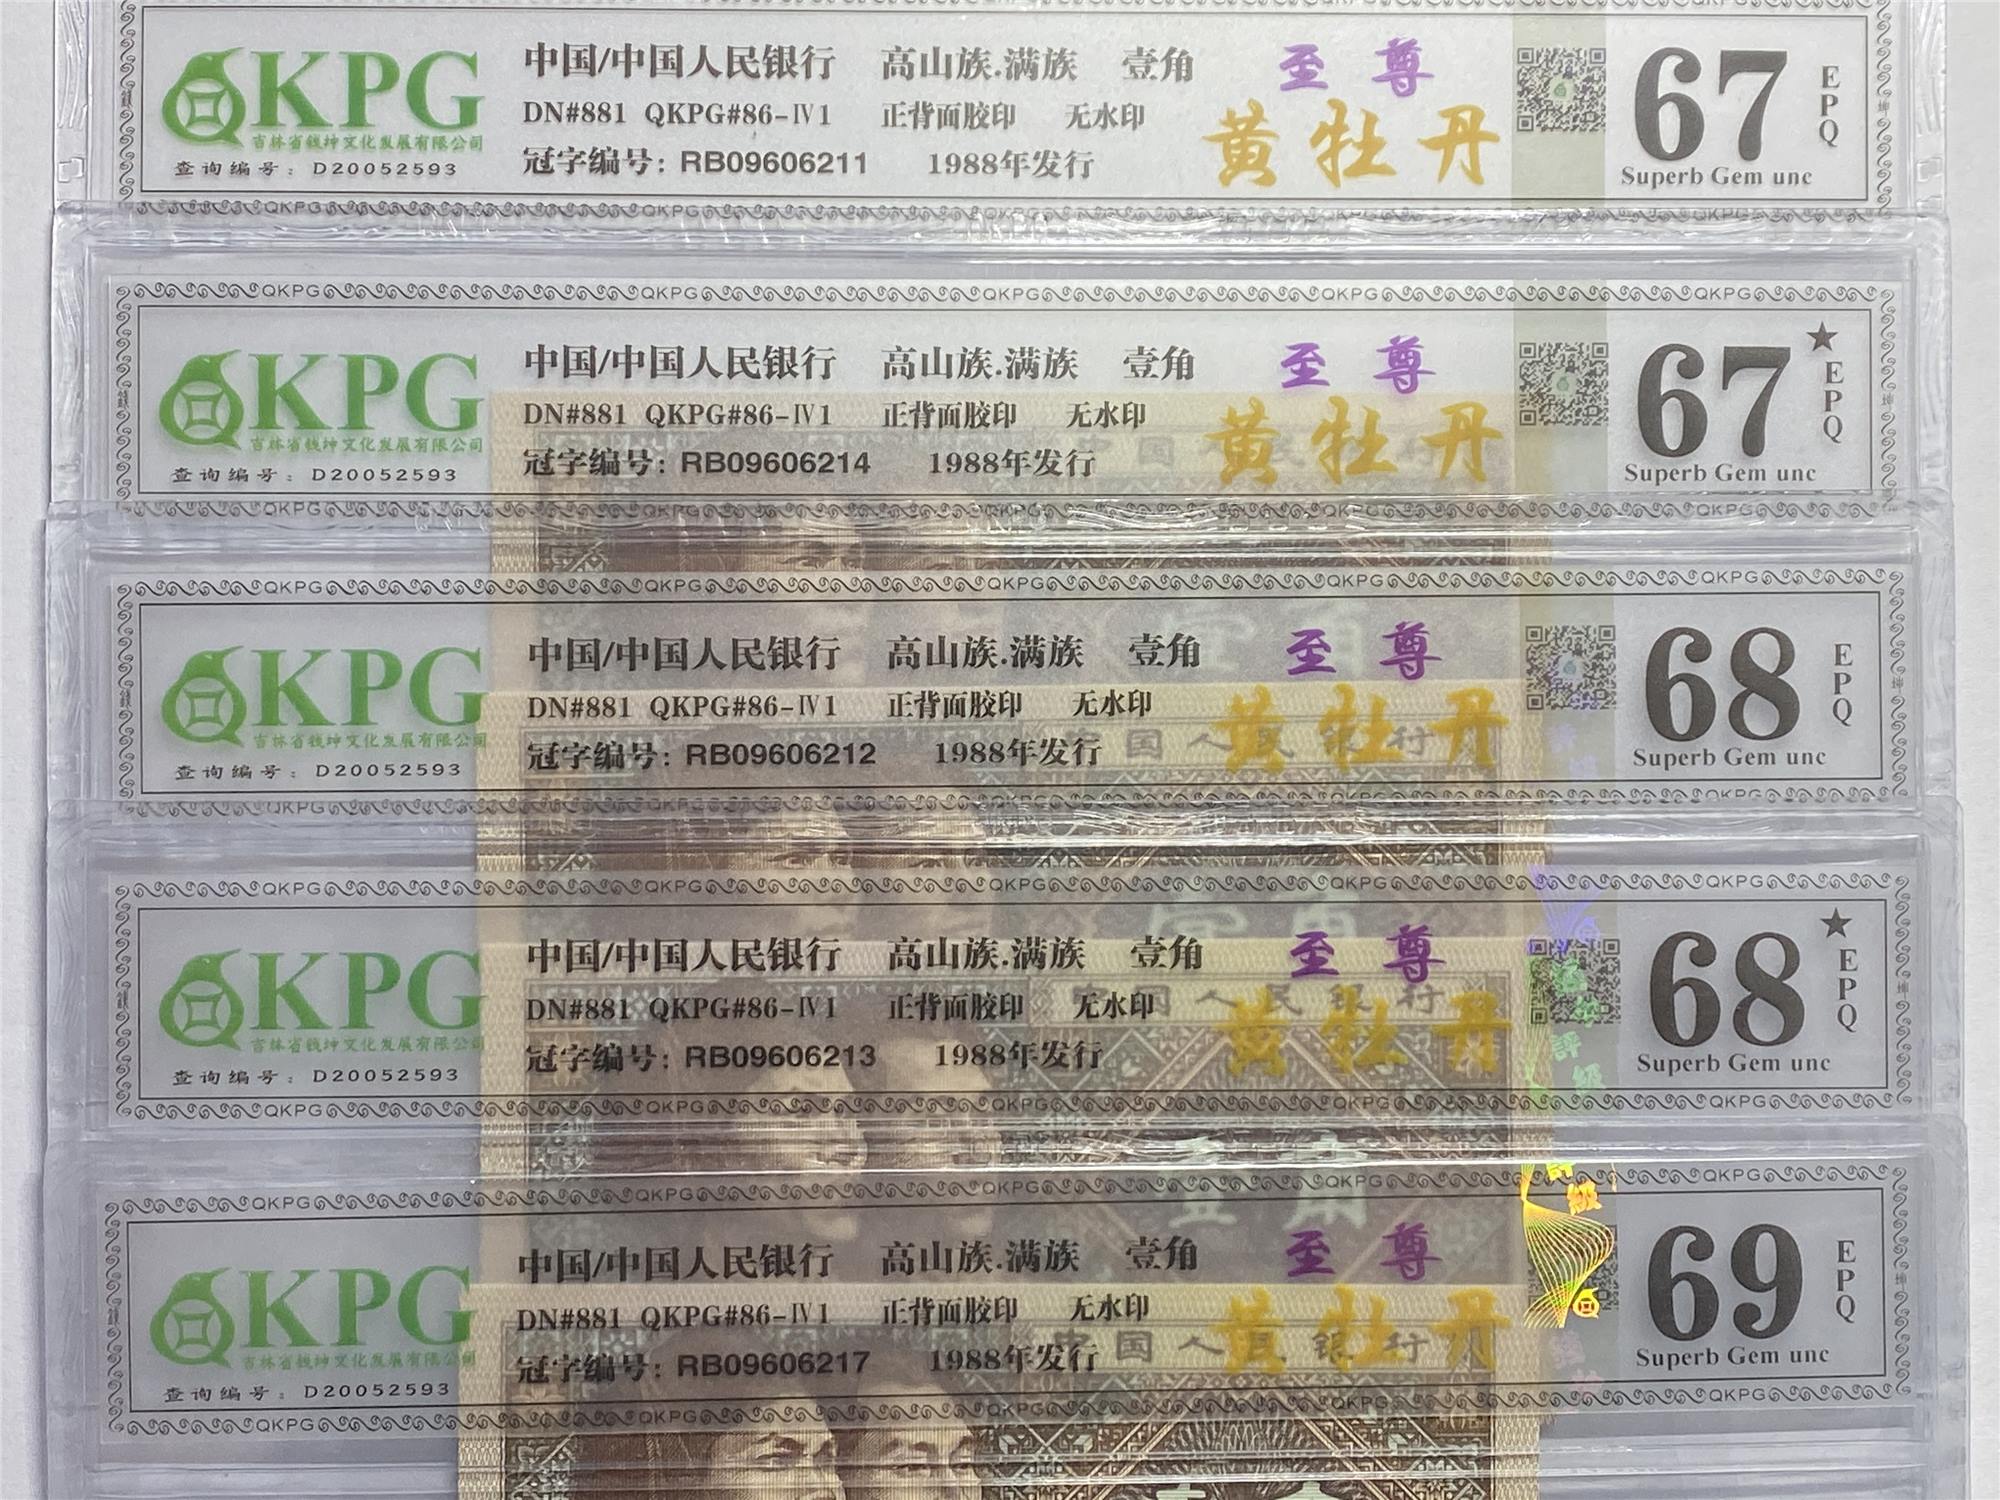 QKPG 中国/中国人民银行 高山族.满族 壹角 至尊 67 EPQ
DN#881 QKPG#86-Ⅳ1 正背面胶印 无水印 黄牡丹
吉林省钱坤文化发展有限公司
查询编号：D20052593 冠字编号：RB09606211 1988年发行 Superb Gem unc
QKPG 中国/中国人民银行 高山族.满族 壹角 至尊 67 ★ EPQ
DN#881 QKPG#86-Ⅳ1 正背面胶印 无水印 黄牡丹
吉林省钱坤文化发展有限公司
查询编号：D20052593 冠字编号：RB09606214 1988年发行 Superb Gem unc
QKPG 中国/中国人民银行 高山族.满族 壹角 至尊 68 EPQ
DN#881 QKPG#86-Ⅳ1 正背面胶印 无水印 黄牡丹
吉林省钱坤文化发展有限公司
查询编号：D20052593 冠字编号：RB09606212 1988年发行 Superb Gem unc
QKPG 中国/中国人民银行 高山族.满族 壹角 至尊 68 ★ EPQ
DN#881 QKPG#86-Ⅳ1 正背面胶印 无水印 黄牡丹
吉林省钱坤文化发展有限公司
查询编号：D20052593 冠字编号：RB09606213 1988年发行 Superb Gem unc
QKPG 中国/中国人民银行 高山族.满族 壹角 至尊 69 EPQ
DN#881 QKPG#86-Ⅳ1 正背面胶印 无水印 黄牡丹
吉林省钱坤文化发展有限公司
查询编号：D20052593 冠字编号：RB09606217 1988年发行 Superb Gem unc